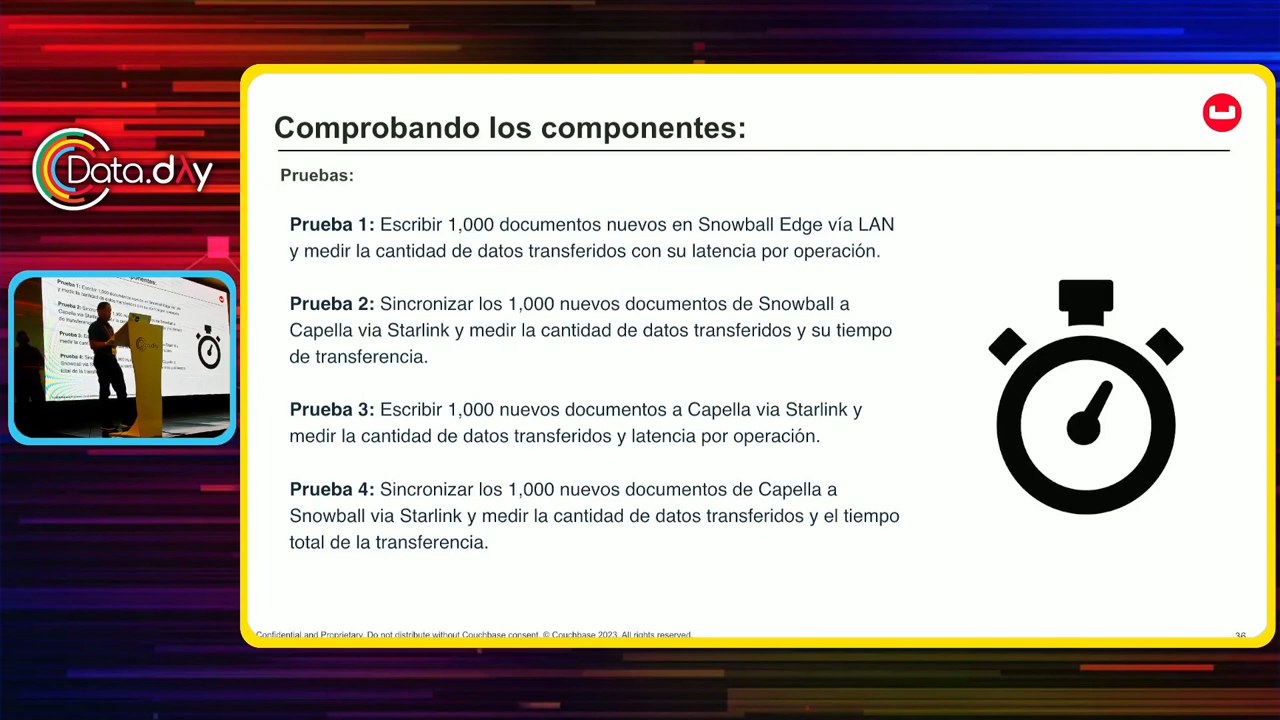 Comprobando los componentes:
Pruebas:
Prueba 1: Escribir 1,000 documentos nuevos en Snowball Edge vía LAN
y medir la cantidad de datos transferidos con su latencia por operación.
Prueba 2: Sincronizar los 1,000 nuevos documentos de Snowball a
Capella via Starlink y medir la cantidad de datos transferidos y su tiempo
de transferencia.
Prueba 3: Escribir 1,000 nuevos documentos a Capella via Starlink y
medir la cantidad de datos transferidos y latencia por operación.
Prueba 4: Sincronizar los 1,000 nuevos documentos de Capella a
Snowball via Starlink y medir la cantidad de datos transferidos y el tiempo
total de la transferencia.
Confidential and Proprietary. Do not distribute without Couchbase consent. © Couchbase 2023. All rights reserved.
36
Data.dAy